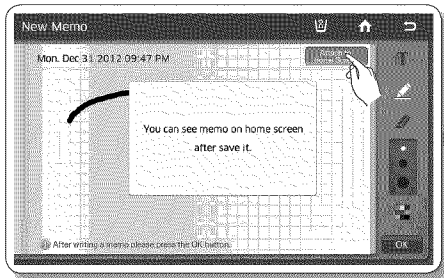 New Memo
Mon. Dec 31 2012 09:47 PM
You can see memo on home screen
after save it.
After writing a memo please press the OK button.
T
OK